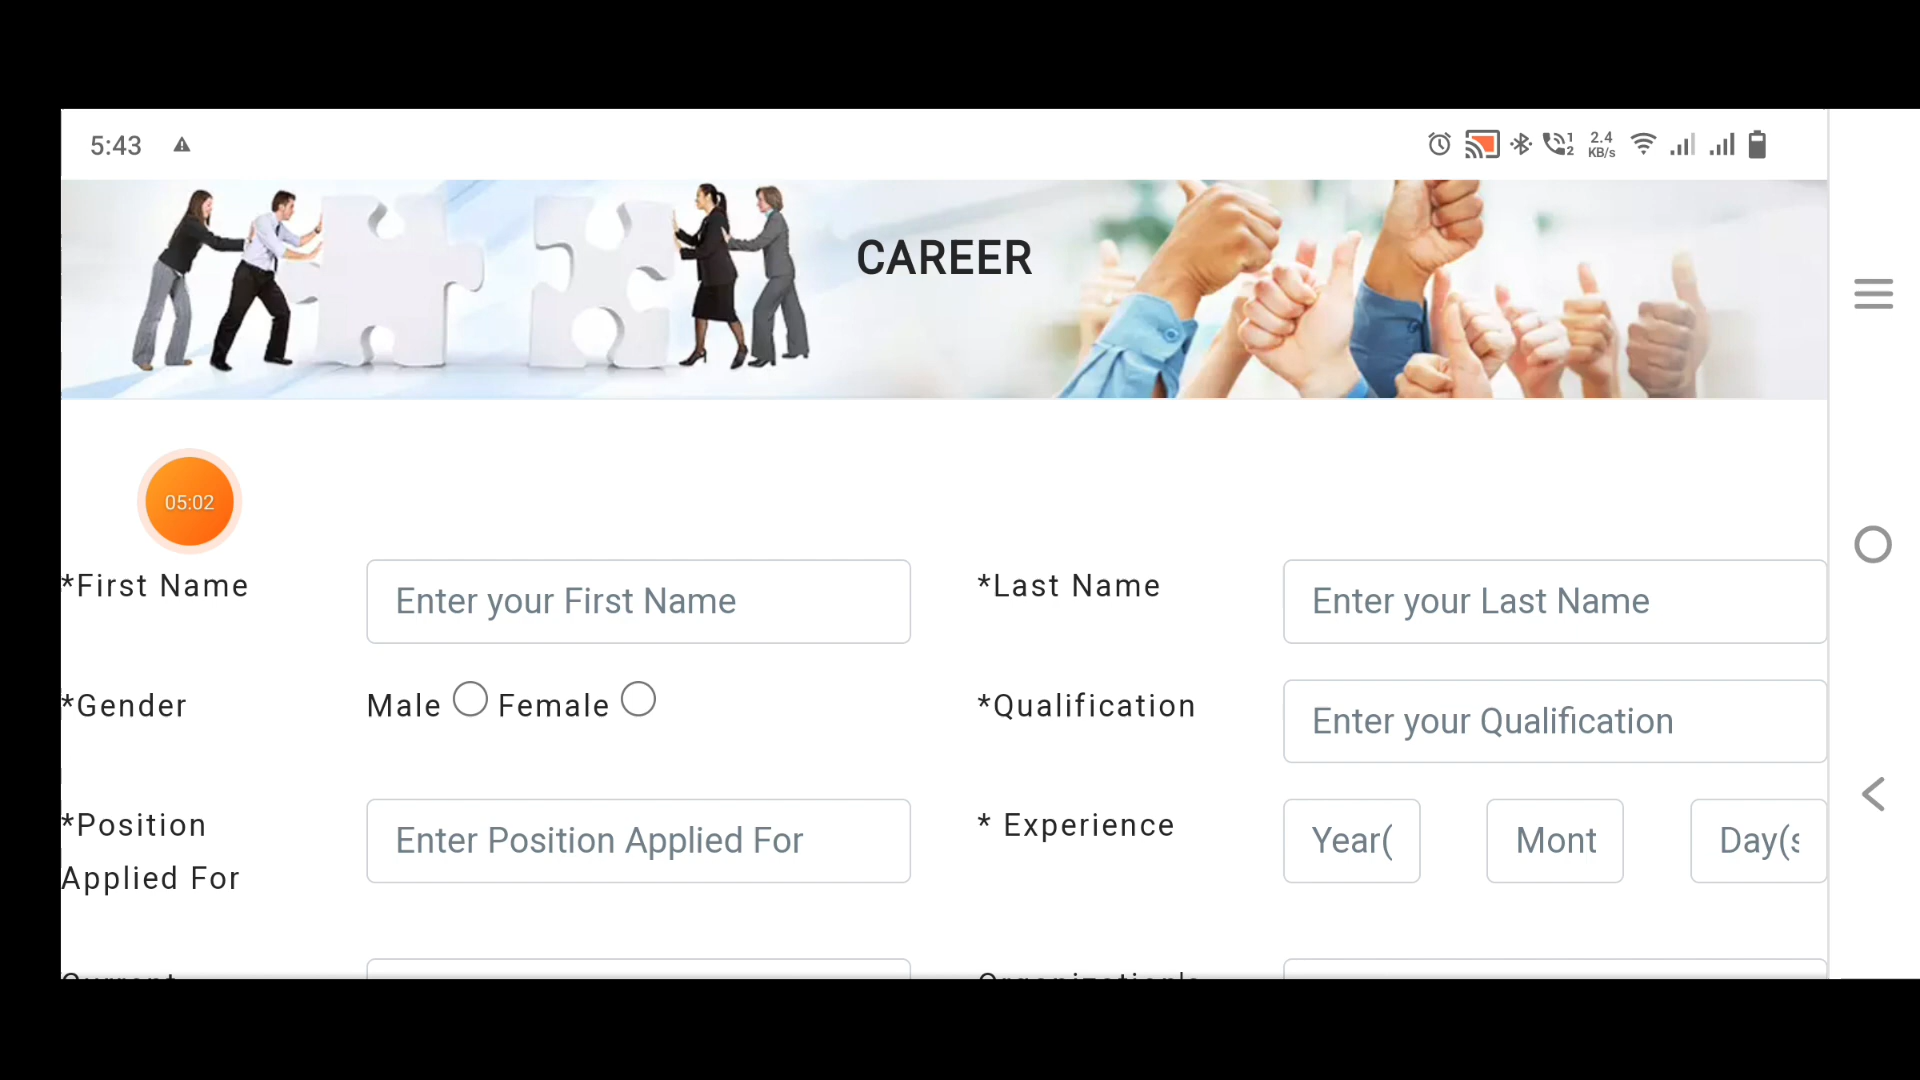 5:43
1
2
2.4
KB/s
CAREER
05:02
*First Name
Enter your First Name
*Last Name
Enter your Last Name
*Gender
Male
Female
*Qualification
Enter your Qualification
*Position
Applied For
Enter Position Applied For
* Experience
Year(
Mont
Day(s